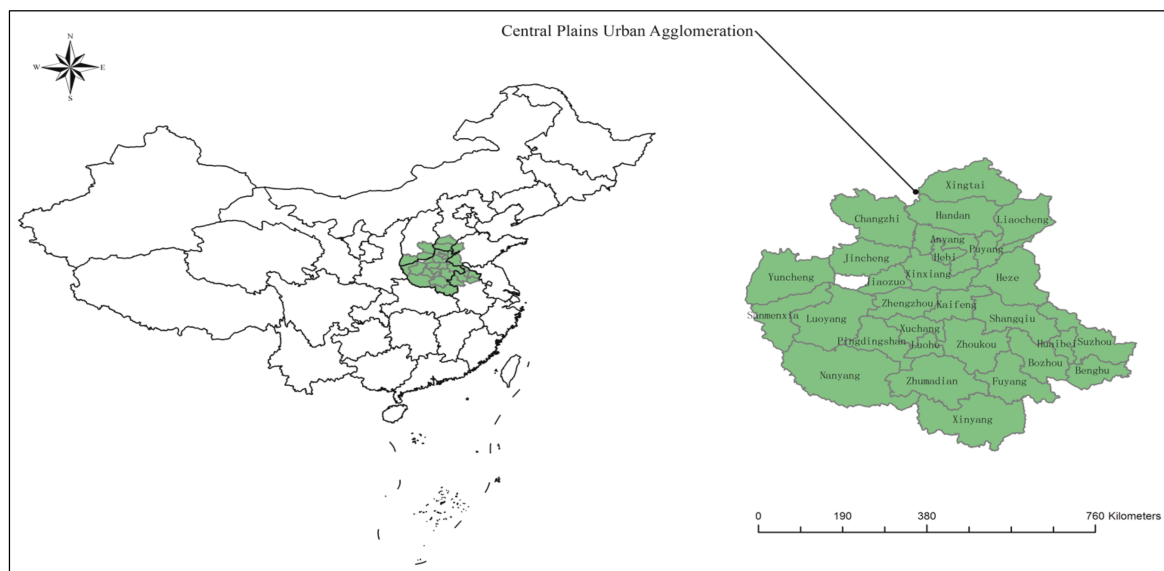 Central Plains Urban Agglomeration
N
W E
S
Xingtai
Changzhi Handan Liaocheng
Anyang
Puyang
Hebi
Jincheng
Yuncheng Jiaozuo Xinxiang Heze
Zhengzhou Kaifeng
Sanmenxia Luoyang Shangqiu
Xuchang
Pingdingshan Luohe Zhoukou Huaibei Suzhou
Bozhou
Nanyang Zhumadian Fuyang Bengbu
Xinyang
0 190 380 760 Kilometers